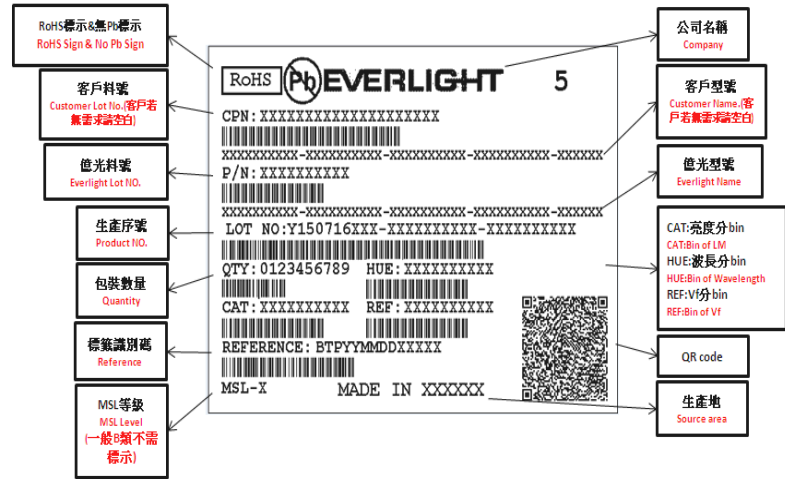 RoHS標示&無Pb標示
RoHS Sign & No Pb Sign
客戶料號
Customer Lot No.(客戶若
無需求請空白)
億光料號
Everlight Lot NO.
生產序號
Product NO.
包裝數量
Quantity
標籤識別碼
Reference
MSL等級
MSL Level
(一般B類不需
標示)
RoHS Pb EVERLIGHT 5
CPN: XXXXXXXXXXXXXXXXXXXX
XXXXXXXXXX-XXXXXXXXXX-XXXXXXXXXX-XXXXXXXXXX-XXXXXX
P/N: XXXXXXXXXX
XXXXXXXXXX-XXXXXXXXXX-XXXXXXXXXX-XXXXXXXXXX-XXXXXX
LOT NO:Y150716XXX-XXXXXXXXXX-XXXXXXXXXX
QTY: 0123456789 HUE: XXXXXXXXXX
CAT: XXXXXXXXXX REF: XXXXXXXXXX
REFERENCE: BTPYYMMDDXXXXX
MSL-X MADE IN XXXXXX
公司名稱
Company
客戶型號
Customer Name.(客
戶若無需求請空白)
億光型號
Everlight Name
CAT:亮度分bin
CAT:Bin of LM
HUE:波長分bin
HUE:Bin of Wavelength
REF:Vf分bin
REF:Bin of Vf
QR code
生產地
Source area